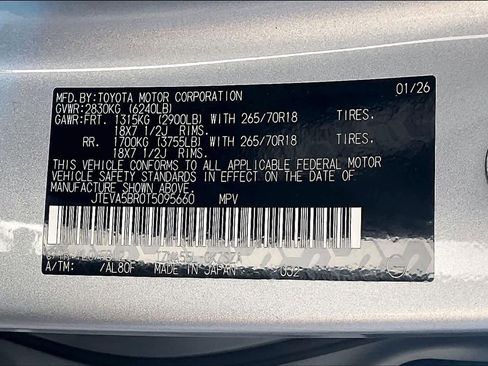 MFD.BY:TOYOTA MOTOR CORPORATION 01/26
GVWR:2830KG (6240LB)
GAWR:FRT. 1315KG (2900LB) WITH 265/70R18 TIRES,
18X7 1/2J RIMS.
RR. 1700KG (3755LB) WITH 265/70R18 TIRES,
18X7 1/2J RIMS.
THIS VEHICLE CONFORMS TO ALL APPLICABLE FEDERAL MOTOR
VEHICLE SAFETY STANDARDS IN EFFECT ON THE DATE OF
MANUFACTURE SHOWN ABOVE.
JTEVA5BR0T5095660 MPV
A/TM: /AL80F MADE IN JAPAN 032